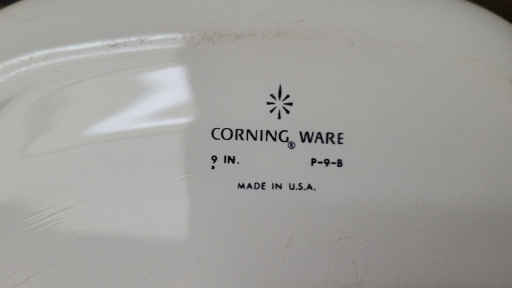 CORNING® WARE
9 IN. P-9-B
MADE IN U.S.A.